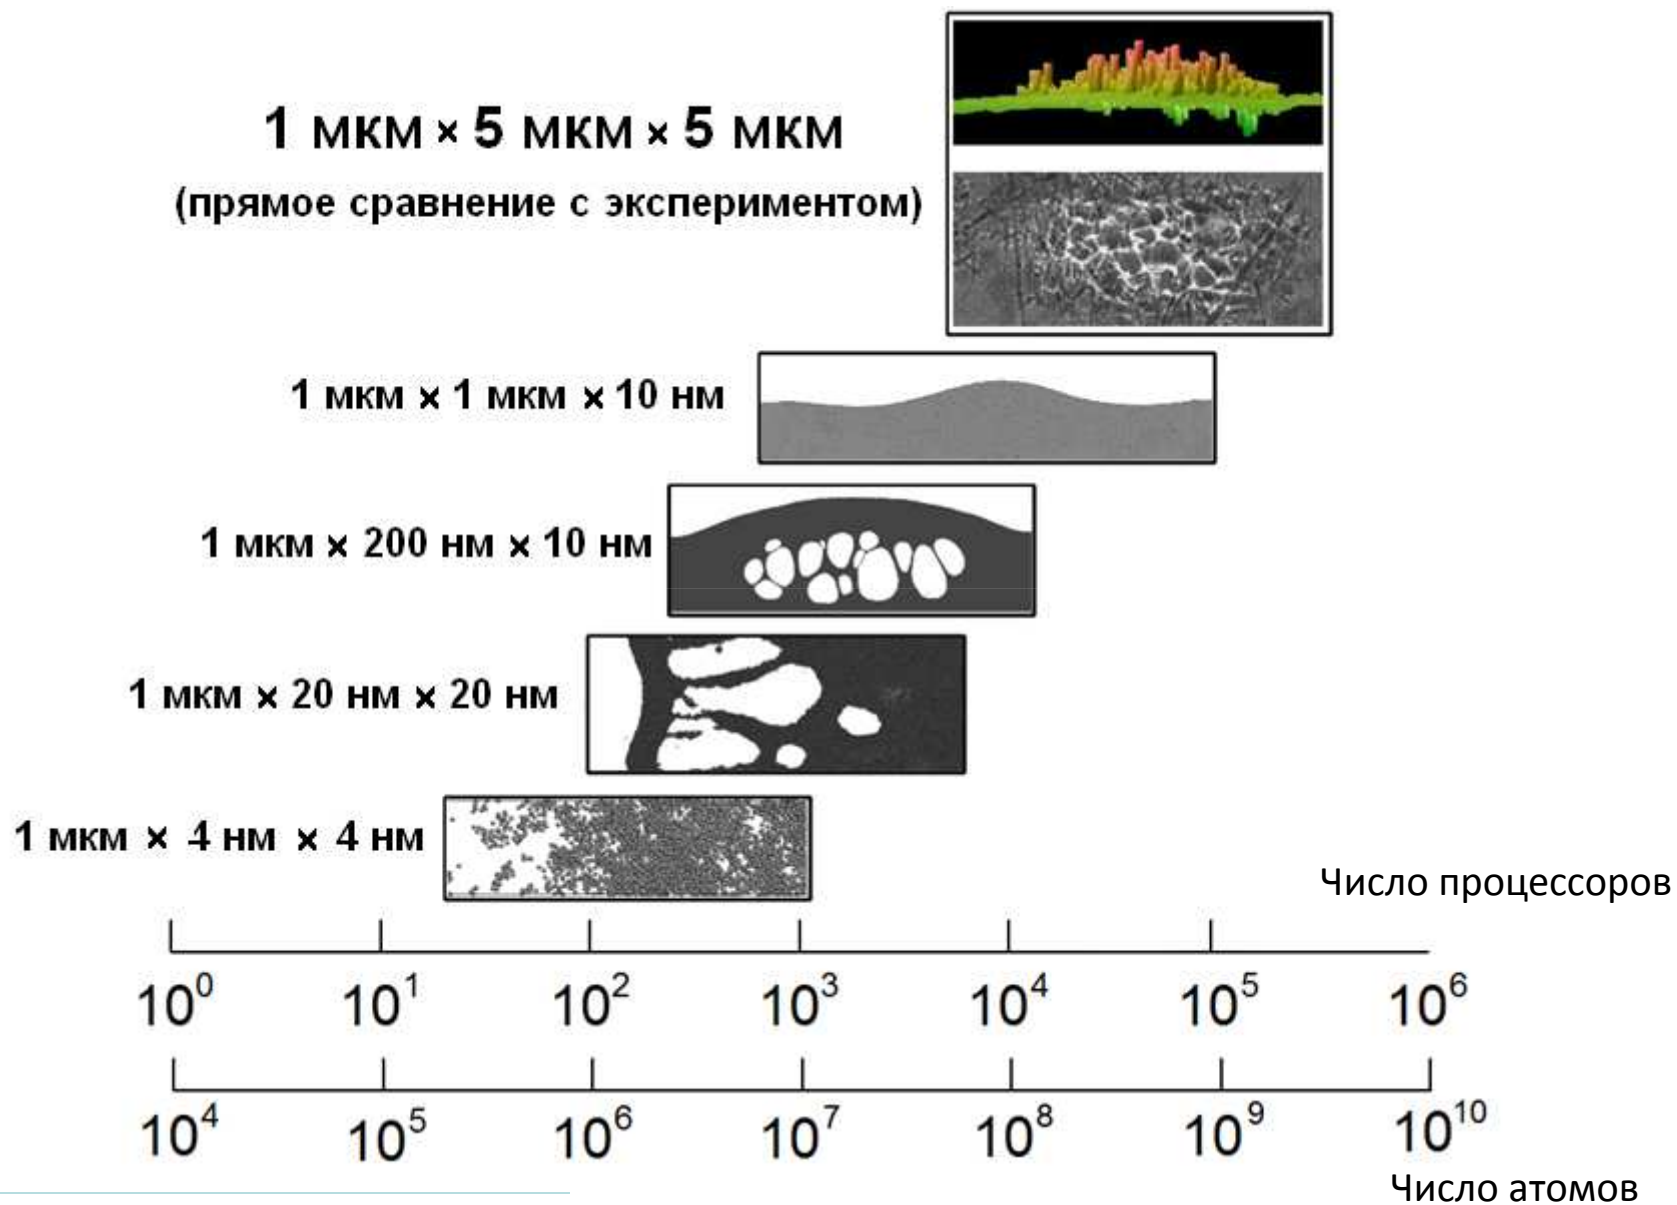 1 мкм × 5 мкм × 5 мкм
(прямое сравнение с экспериментом)
1 мкм × 1 мкм × 10 нм
1 мкм × 200 нм × 10 нм
1 мкм × 20 нм × 20 нм
1 мкм × 4 нм × 4 нм
Число процессоров
10⁰ 10¹ 10² 10³ 10⁴ 10⁵ 10⁶
10⁴ 10⁵ 10⁶ 10⁷ 10⁸ 10⁹ 10¹⁰
Число атомов